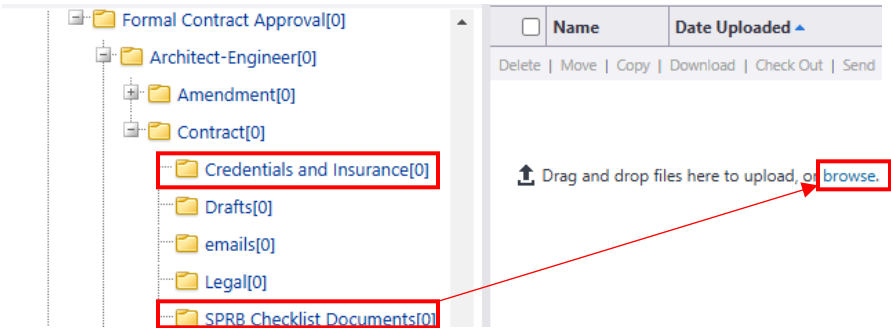 Formal Contract Approval[0]
Architect-Engineer[0]
Amendment[0]
Contract[0]
Credentials and Insurance[0]
Drafts[0]
emails[0]
Legal[0]
SPRB Checklist Documents[0]
Name Date Uploaded
Delete | Move | Copy | Download | Check Out | Send
Drag and drop files here to upload, or browse.